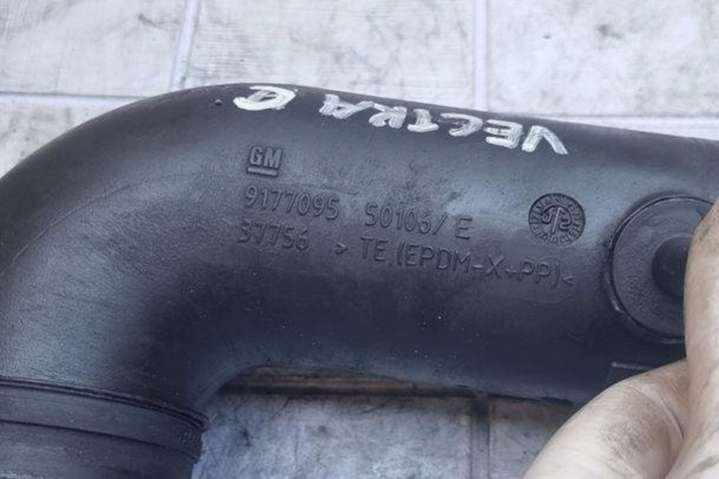 VECTRA C
GM
9177095 50106/E
37756 >TE (EPDM-X+PP)<